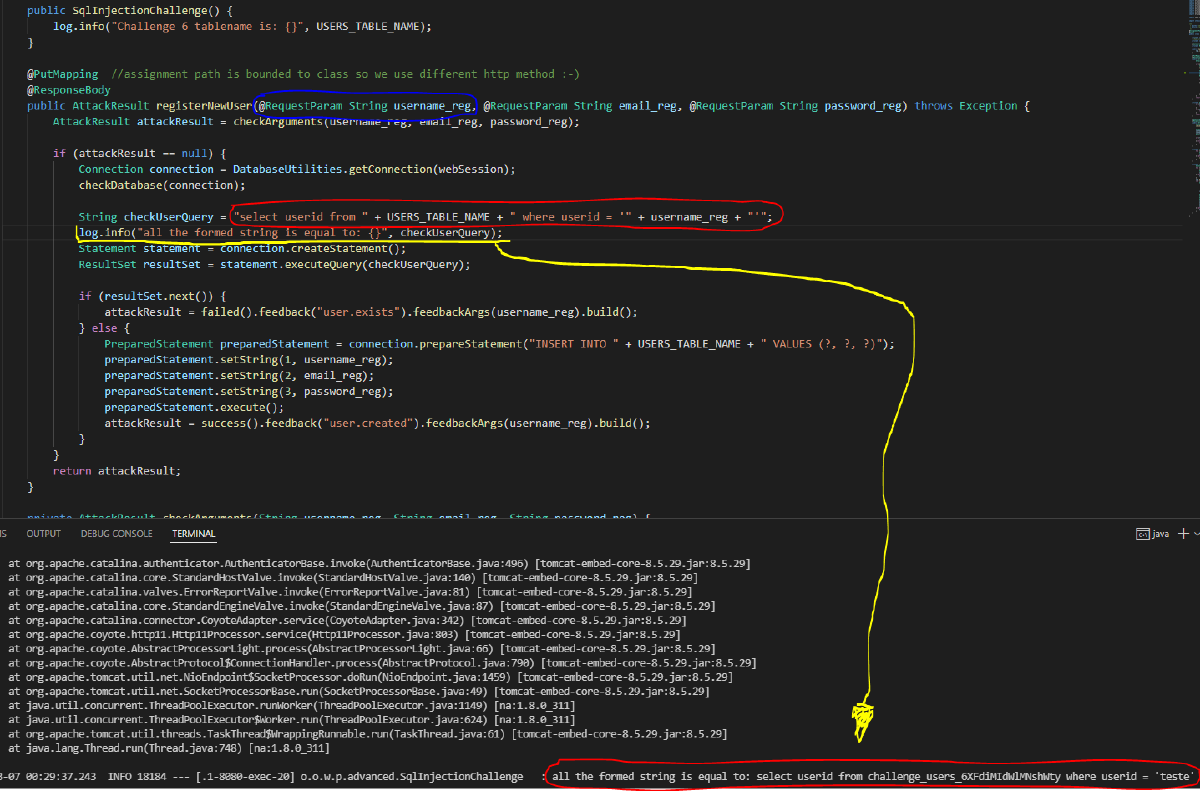 public SqlInjectionChallenge() {
log.info("Challenge 6 tablename is: {}", USERS_TABLE_NAME);
}
@PutMapping //assignment path is bounded to class so we use different http method :-)
@ResponseBody
public AttackResult registerNewUser(@RequestParam String username_reg, @RequestParam String email_reg, @RequestParam String password_reg) throws Exception {
AttackResult attackResult = checkArguments(username_reg, email_reg, password_reg);
if (attackResult == null) {
Connection connection = DatabaseUtilities.getConnection(webSession);
checkDatabase(connection);
String checkUserQuery = "select userid from " + USERS_TABLE_NAME + " where userid = '" + username_reg + "'";
log.info("all the formed string is equal to: {}", checkUserQuery);
Statement statement = connection.createStatement();
ResultSet resultSet = statement.executeQuery(checkUserQuery);
if (resultSet.next()) {
attackResult = failed().feedback("user.exists").feedbackArgs(username_reg).build();
} else {
PreparedStatement preparedStatement = connection.prepareStatement("INSERT INTO " + USERS_TABLE_NAME + " VALUES (?, ?, ?)");
preparedStatement.setString(1, username_reg);
preparedStatement.setString(2, email_reg);
preparedStatement.setString(3, password_reg);
preparedStatement.execute();
attackResult = success().feedback("user.created").feedbackArgs(username_reg).build();
}
}
return attackResult;
}
private AttackResult checkArguments(String username_reg, String email_reg, String password_reg) {
OUTPUT DEBUG CONSOLE TERMINAL java
at org.apache.catalina.authenticator.AuthenticatorBase.invoke(AuthenticatorBase.java:496) [tomcat-embed-core-8.5.29.jar:8.5.29]
at org.apache.catalina.core.StandardHostValve.invoke(StandardHostValve.java:140) [tomcat-embed-core-8.5.29.jar:8.5.29]
at org.apache.catalina.valves.ErrorReportValve.invoke(ErrorReportValve.java:81) [tomcat-embed-core-8.5.29.jar:8.5.29]
at org.apache.catalina.core.StandardEngineValve.invoke(StandardEngineValve.java:87) [tomcat-embed-core-8.5.29.jar:8.5.29]
at org.apache.catalina.connector.CoyoteAdapter.service(CoyoteAdapter.java:342) [tomcat-embed-core-8.5.29.jar:8.5.29]
at org.apache.coyote.http11.Http11Processor.service(Http11Processor.java:803) [tomcat-embed-core-8.5.29.jar:8.5.29]
at org.apache.coyote.AbstractProcessorLight.process(AbstractProcessorLight.java:66) [tomcat-embed-core-8.5.29.jar:8.5.29]
at org.apache.coyote.AbstractProtocol$ConnectionHandler.process(AbstractProtocol.java:790) [tomcat-embed-core-8.5.29.jar:8.5.29]
at org.apache.tomcat.util.net.NioEndpoint$SocketProcessor.doRun(NioEndpoint.java:1459) [tomcat-embed-core-8.5.29.jar:8.5.29]
at org.apache.tomcat.util.net.SocketProcessorBase.run(SocketProcessorBase.java:49) [tomcat-embed-core-8.5.29.jar:8.5.29]
at java.util.concurrent.ThreadPoolExecutor.runWorker(ThreadPoolExecutor.java:1149) [na:1.8.0_311]
at java.util.concurrent.ThreadPoolExecutor$Worker.run(ThreadPoolExecutor.java:624) [na:1.8.0_311]
at org.apache.tomcat.util.threads.TaskThread$WrappingRunnable.run(TaskThread.java:61) [tomcat-embed-core-8.5.29.jar:8.5.29]
at java.lang.Thread.run(Thread.java:748) [na:1.8.0_311]
-07 00:29:37.243 INFO 18184 --- [.1-8080-exec-20] o.o.w.p.advanced.SqlInjectionChallenge : all the formed string is equal to: select userid from challenge_users_6XFdiMIdWlMNshWty where userid = 'teste'